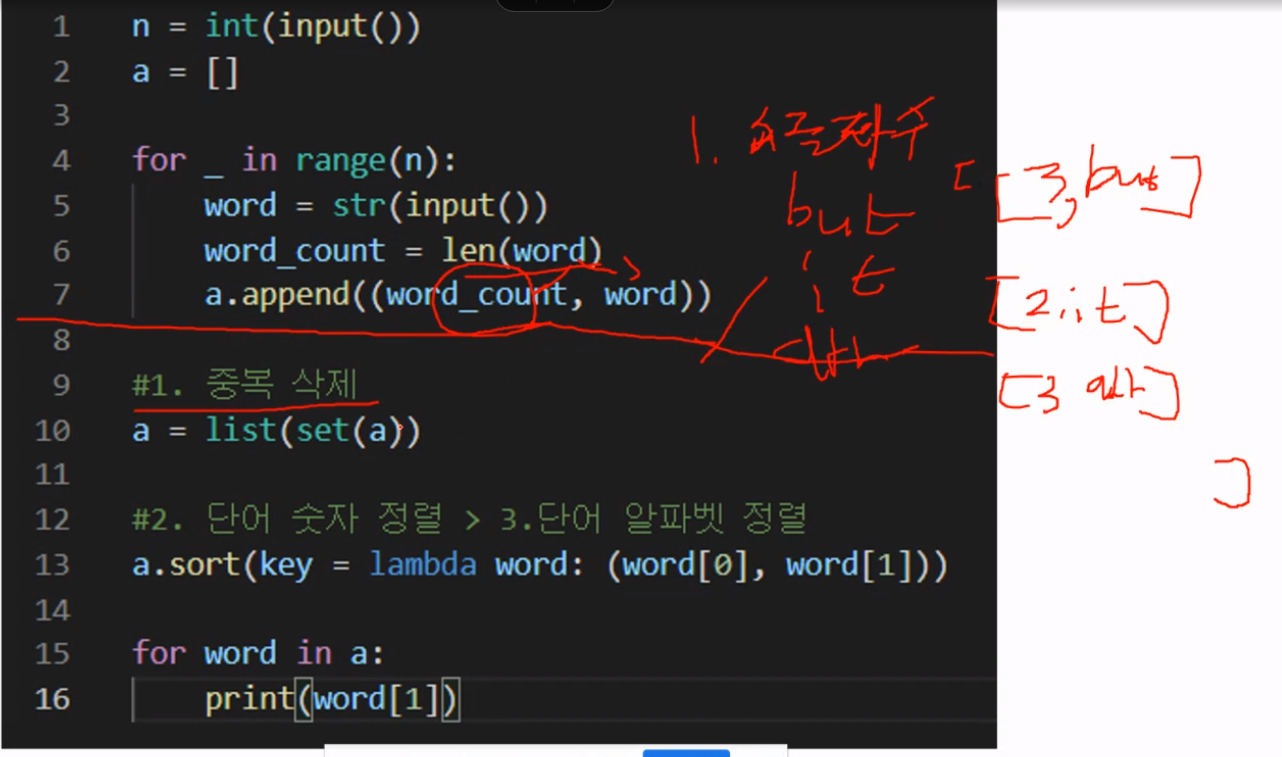 1 n = int(input())
2 a = []
3
4 for _ in range(n):
5 word = str(input())
6 word_count = len(word)
7 a.append((word_count, word))
8
9 #1. 중복 삭제
10 a = list(set(a))
11
12 #2. 단어 숫자 정렬 > 3.단어 알파벳 정렬
13 a.sort(key = lambda word: (word[0], word[1]))
14
15 for word in a:
16 print(word[1])
1. 글자수
but
it
[
[3, but]
[2, it]
[3
]